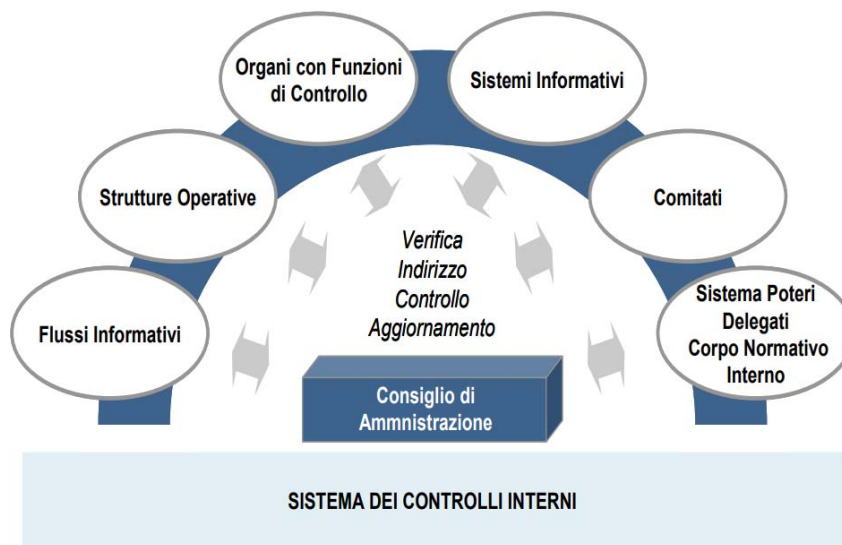 Organi con Funzioni
di Controllo
Sistemi Informativi
Strutture Operative
Comitati
Verifica
Indirizzo
Controllo
Aggiornamento
Flussi Informativi
Sistema Poteri
Delegati
Corpo Normativo
Interno
Consiglio di
Ammnistrazione
SISTEMA DEI CONTROLLI INTERNI